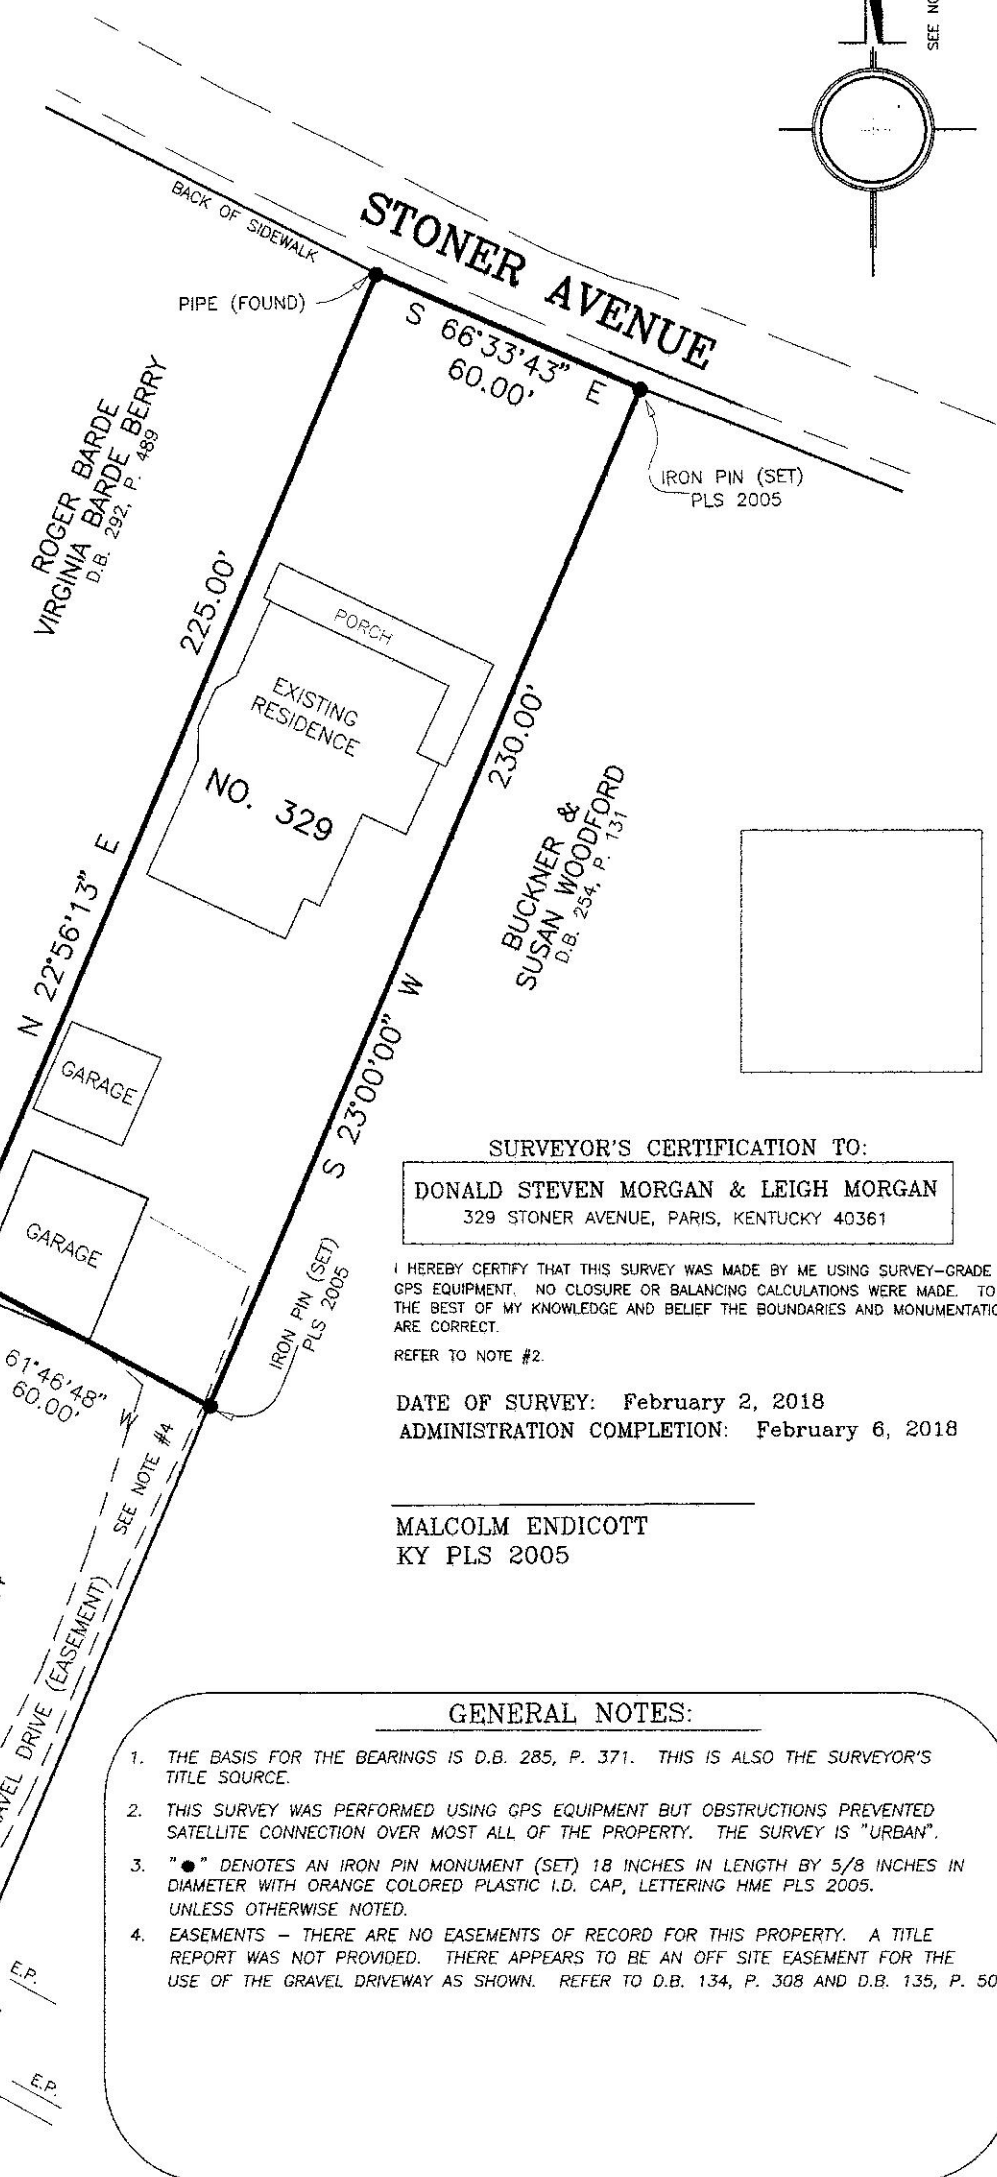 SEE
BACK OF SIDEWALK
STONER AVENUE
PIPE (FOUND)
S 66°33'43" E
60.00'
IRON PIN (SET)
PLS 2005
ROGER BARDE
VIRGINIA BARDE BERRY
D.B. 292, P. 489
225.00'
PORCH
EXISTING
RESIDENCE
NO. 329
230.00'
BUCKNER &
SUSAN WOODFORD
D.B. 254, P. 131
N 22°56'13" E
S 23°00'00" W
GARAGE
GARAGE
IRON PIN (SET)
PLS 2005
61°46'48" W
60.00'
SEE NOTE #4
DRIVE (EASEMENT)
SURVEYOR'S CERTIFICATION TO:
DONALD STEVEN MORGAN & LEIGH MORGAN
329 STONER AVENUE, PARIS, KENTUCKY 40361
I HEREBY CERTIFY THAT THIS SURVEY WAS MADE BY ME USING SURVEY-GRADE
GPS EQUIPMENT. NO CLOSURE OR BALANCING CALCULATIONS WERE MADE. TO
THE BEST OF MY KNOWLEDGE AND BELIEF THE BOUNDARIES AND MONUMENTATIO
ARE CORRECT.
REFER TO NOTE #2.
DATE OF SURVEY: February 2, 2018
ADMINISTRATION COMPLETION: February 6, 2018
MALCOLM ENDICOTT
KY PLS 2005
GENERAL NOTES:
1. THE BASIS FOR THE BEARINGS IS D.B. 285, P. 371. THIS IS ALSO THE SURVEYOR'S
TITLE SOURCE.
2. THIS SURVEY WAS PERFORMED USING GPS EQUIPMENT BUT OBSTRUCTIONS PREVENTED
SATELLITE CONNECTION OVER MOST ALL OF THE PROPERTY. THE SURVEY IS "URBAN".
3. "●" DENOTES AN IRON PIN MONUMENT (SET) 18 INCHES IN LENGTH BY 5/8 INCHES IN
DIAMETER WITH ORANGE COLORED PLASTIC I.D. CAP, LETTERING HME PLS 2005.
UNLESS OTHERWISE NOTED.
4. EASEMENTS – THERE ARE NO EASEMENTS OF RECORD FOR THIS PROPERTY. A TITLE
REPORT WAS NOT PROVIDED. THERE APPEARS TO BE AN OFF SITE EASEMENT FOR THE
USE OF THE GRAVEL DRIVEWAY AS SHOWN. REFER TO D.B. 134, P. 308 AND D.B. 135, P. 50
E.P.
E.P.